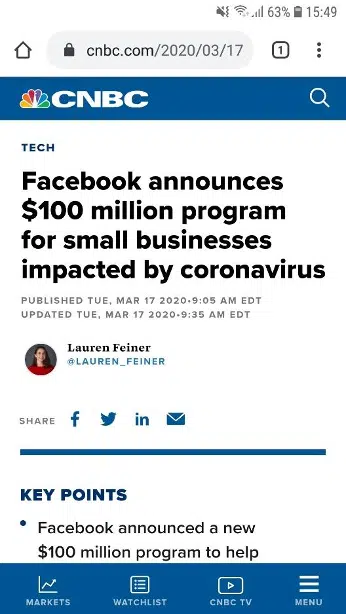 63% 15:49
cnbc.com/2020/03/17
1
CNBC
TECH
Facebook announces
$100 million program
for small businesses
impacted by coronavirus
PUBLISHED TUE, MAR 17 2020•9:05 AM EDT
UPDATED TUE, MAR 17 2020•9:35 AM EDT
Lauren Feiner
@LAUREN_FEINER
SHARE
KEY POINTS
• Facebook announced a new
$100 million program to help
MARKETS WATCHLIST CNBC TV MENU